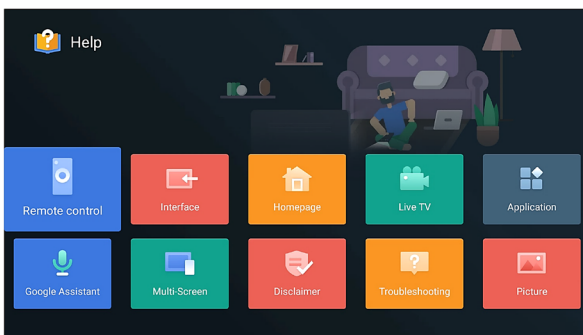 Help
Remote control
Interface
Homepage
Live TV
Application
Google Assistant
Multi-Screen
Disclaimer
Troubleshooting
Picture